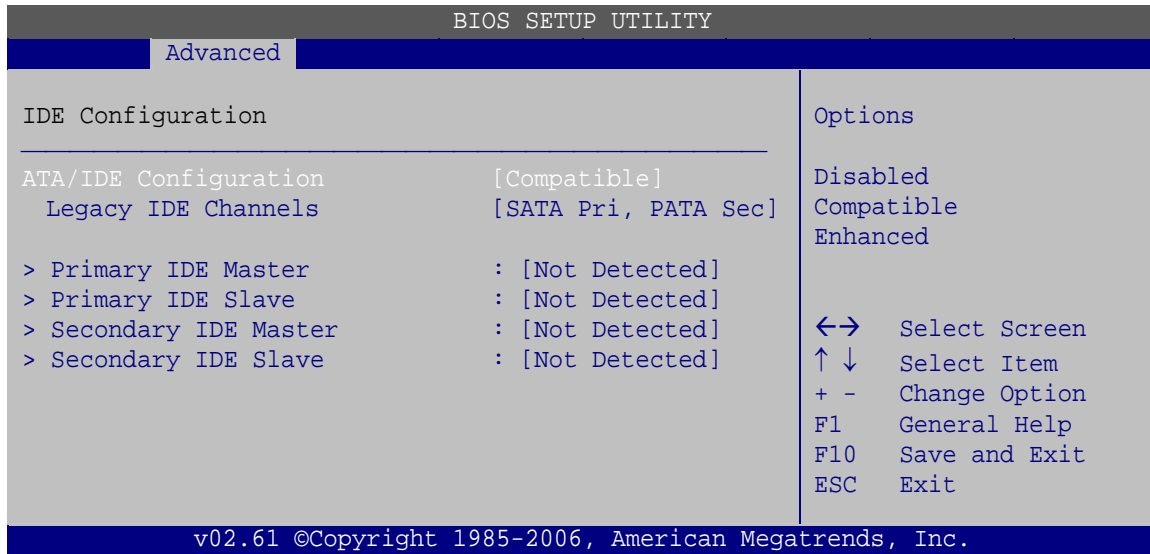 BIOS SETUP UTILITY
Advanced
IDE Configuration
ATA/IDE Configuration [Compatible]
Legacy IDE Channels [SATA Pri, PATA Sec]
> Primary IDE Master : [Not Detected]
> Primary IDE Slave : [Not Detected]
> Secondary IDE Master : [Not Detected]
> Secondary IDE Slave : [Not Detected]
Options
Disabled
Compatible
Enhanced
←→ Select Screen
↑ ↓ Select Item
+ - Change Option
F1 General Help
F10 Save and Exit
ESC Exit
v02.61 ©Copyright 1985-2006, American Megatrends, Inc.